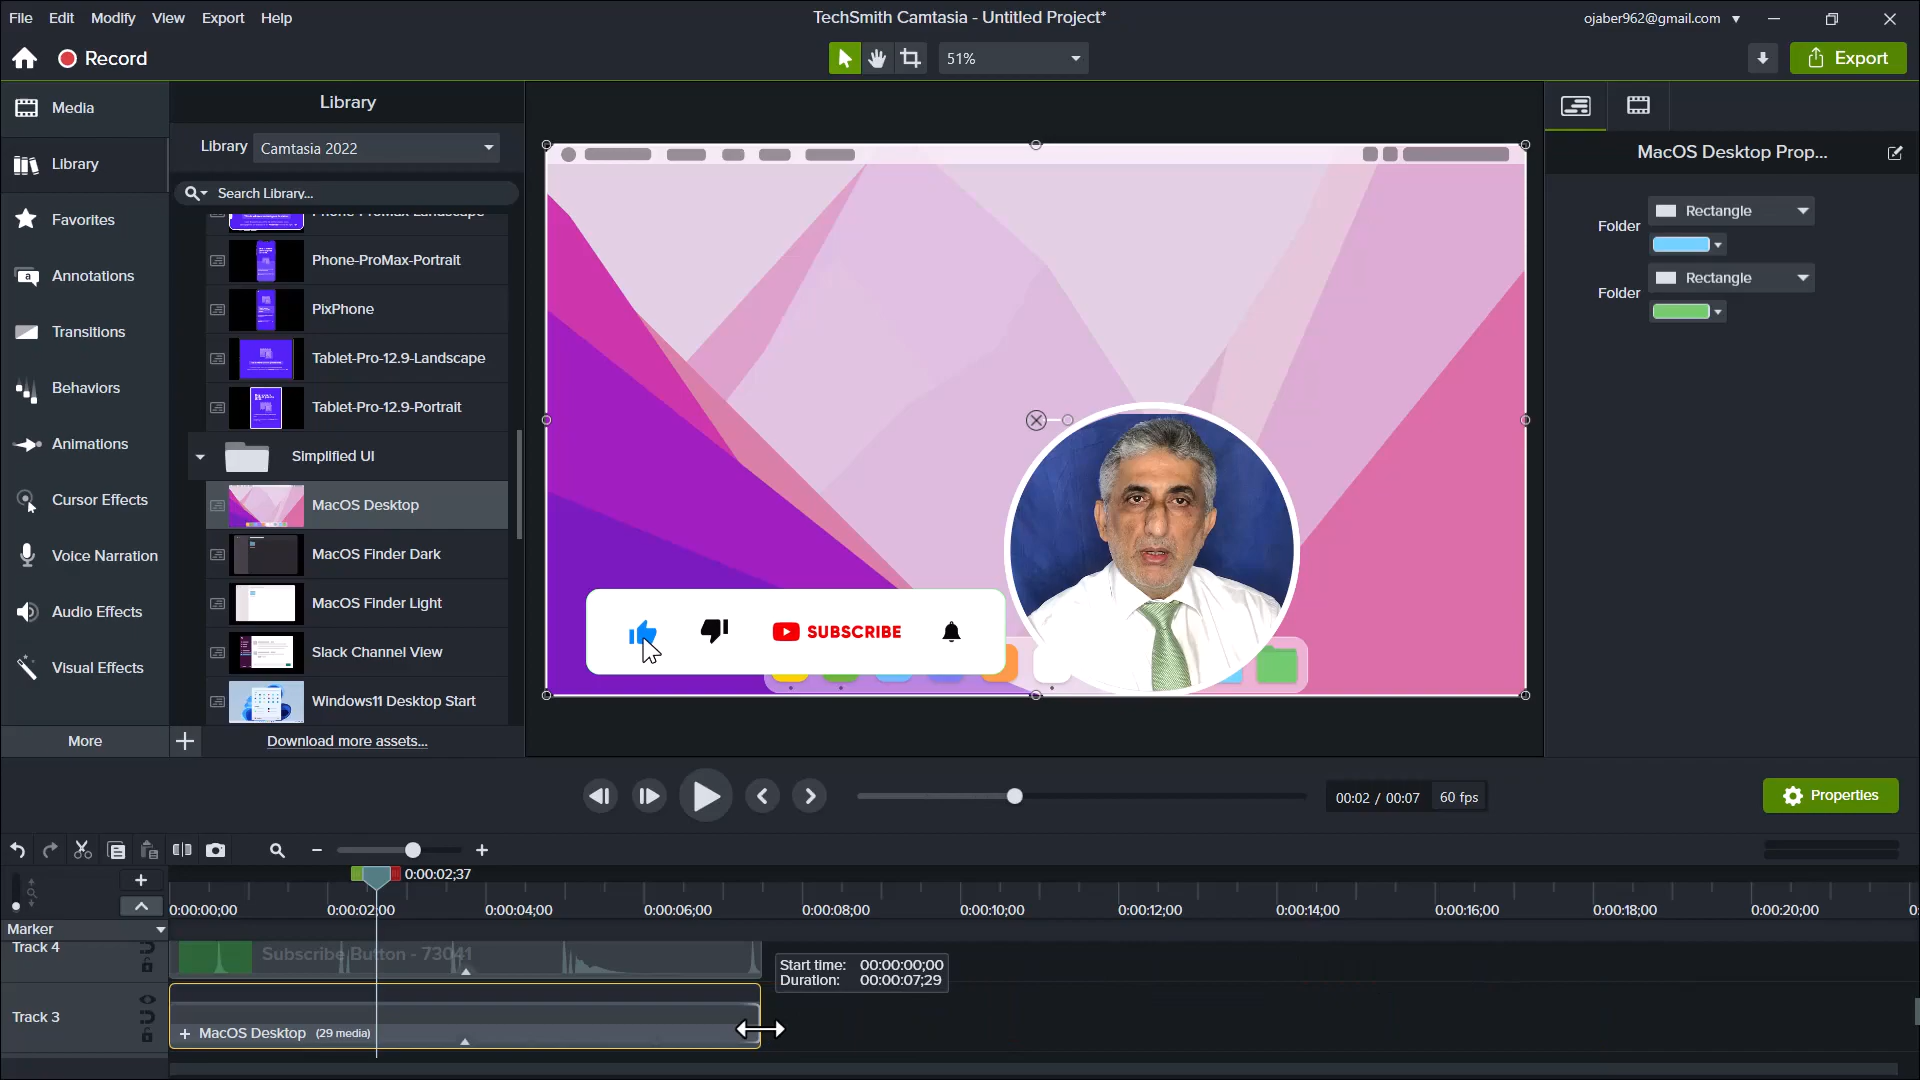 File Edit Modify View Export Help
TechSmith Camtasia - Untitled Project*
ojaber962@gmail.com
Record
51%
Export
Media
Library
Favorites
Annotations
Transitions
Behaviors
Animations
Cursor Effects
Voice Narration
Audio Effects
Visual Effects
More
Library
Library Camtasia 2022
Search Library...
Phone-ProMax-Landscape
Phone-ProMax-Portrait
PixPhone
Tablet-Pro-12.9-Landscape
Tablet-Pro-12.9-Portrait
Simplified UI
MacOS Desktop
MacOS Finder Dark
MacOS Finder Light
Slack Channel View
Windows11 Desktop Start
Download more assets...
SUBSCRIBE
MacOS Desktop Prop...
Folder Rectangle
Folder Rectangle
00:02 / 00:07 60 fps
Properties
0:00:02;37
0:00:00;00 0:00:02;00 0:00:04;00 0:00:06;00 0:00:08;00 0:00:10;00 0:00:12;00 0:00:14;00 0:00:16;00 0:00:18;00 0:00:20;00
Marker
Track 4
Subscribe Button - 73041
Start time: 00:00:00;00
Duration: 00:00:07;29
Track 3
MacOS Desktop (29 media)